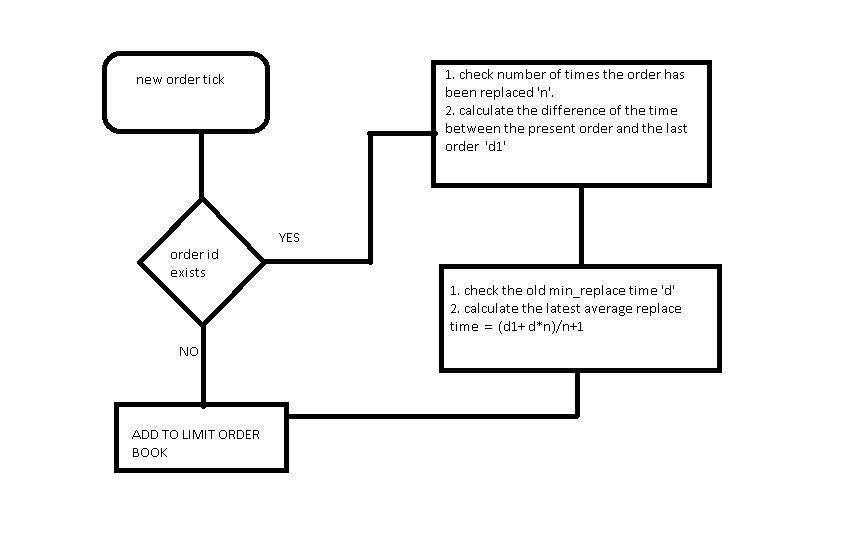 new order tick
1. check number of times the order has
been replaced 'n'.
2. calculate the difference of the time
between the present order and the last
order 'd1'
YES
order id
exists
1. check the old min_replace time 'd'
2. calculate the latest average replace
time = (d1+ d*n)/n+1
NO
ADD TO LIMIT ORDER
BOOK